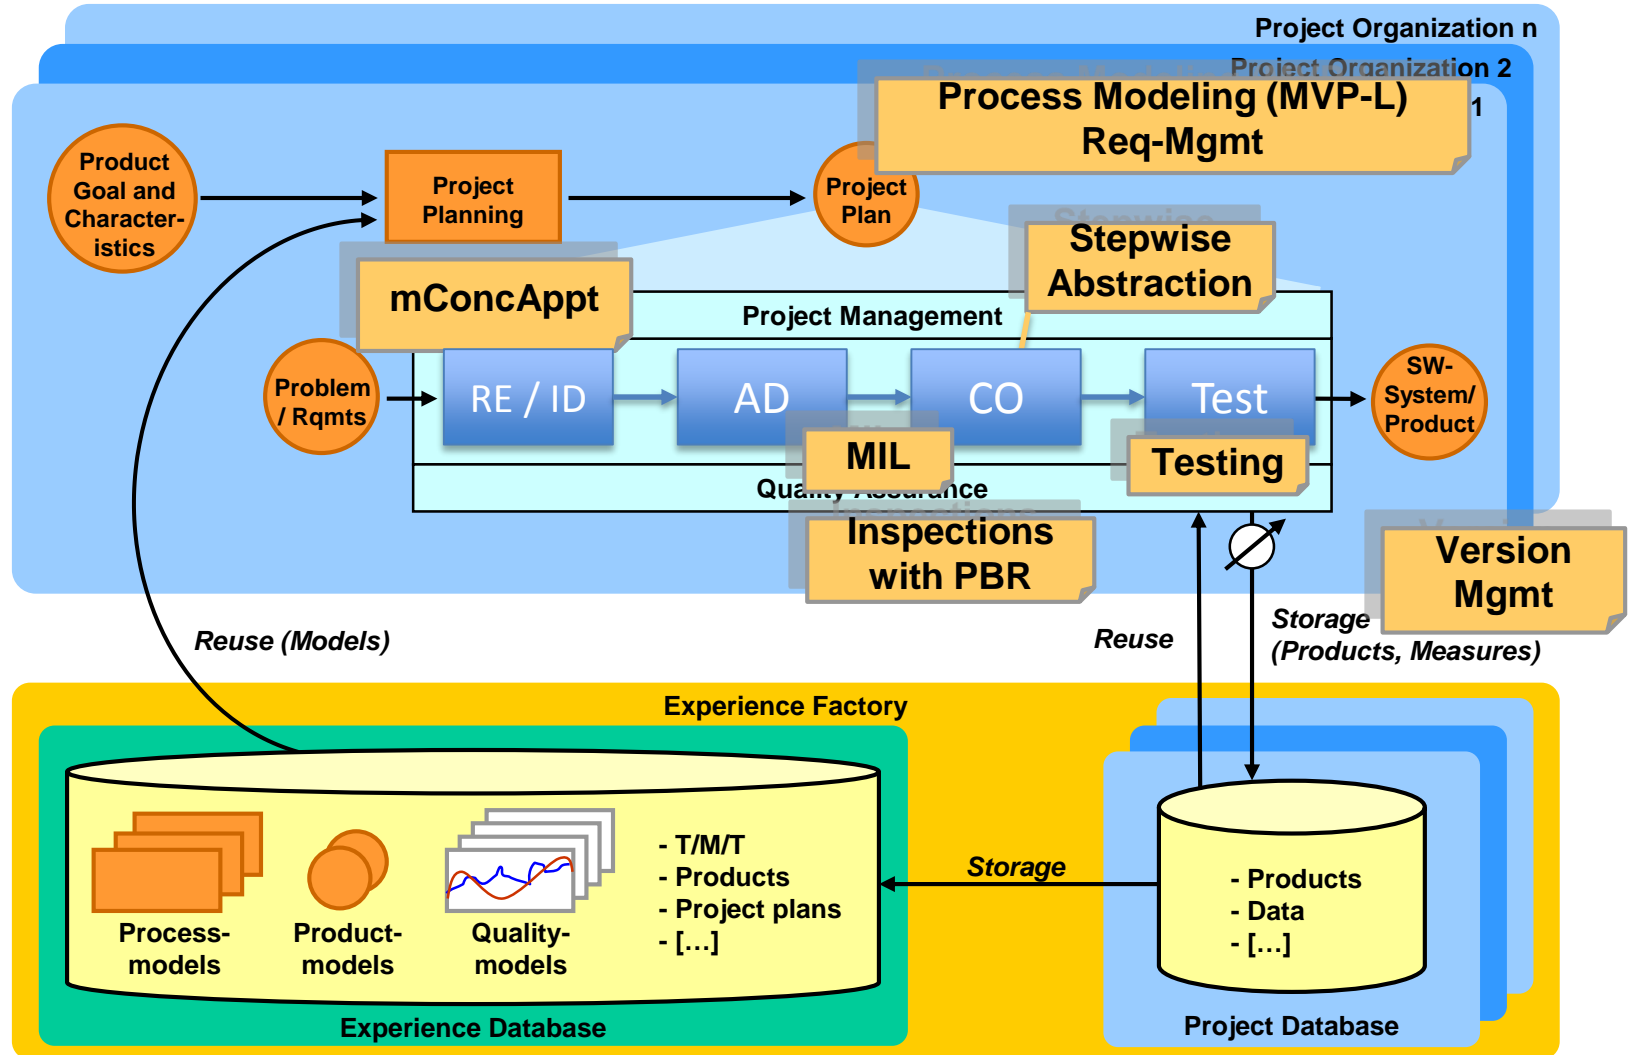 Project Organization n
Project Organization 2
1
Process Modeling (MVP-L)
Req-Mgmt
Product
Goal and
Character-
istics
Project
Planning
Project
Plan
Stepwise
Abstraction
mConcAppt
Project Management
Problem
/ Rqmts
RE / ID
AD
CO
Test
SW-
System/
Product
MIL
Testing
Quality Assurance
Inspections
with PBR
Version
Mgmt
Reuse (Models)
Reuse
Storage
(Products, Measures)
Experience Factory
- T/M/T
- Products
- Project plans
- […]
Process-
models
Product-
models
Quality-
models
Storage
- Products
- Data
- […]
Experience Database
Project Database